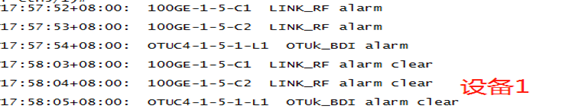 17:57:52+08:00: 100GE-1-5-C1 LINK_RF alarm
17:57:53+08:00: 100GE-1-5-C2 LINK_RF alarm
17:57:54+08:00: OTUC4-1-5-1-L1 OTUk_BDI alarm
17:58:03+08:00: 100GE-1-5-C1 LINK_RF alarm clear
17:58:04+08:00: 100GE-1-5-C2 LINK_RF alarm clear
17:58:05+08:00: OTUC4-1-5-1-L1 OTUk_BDI alarm clear
设备1